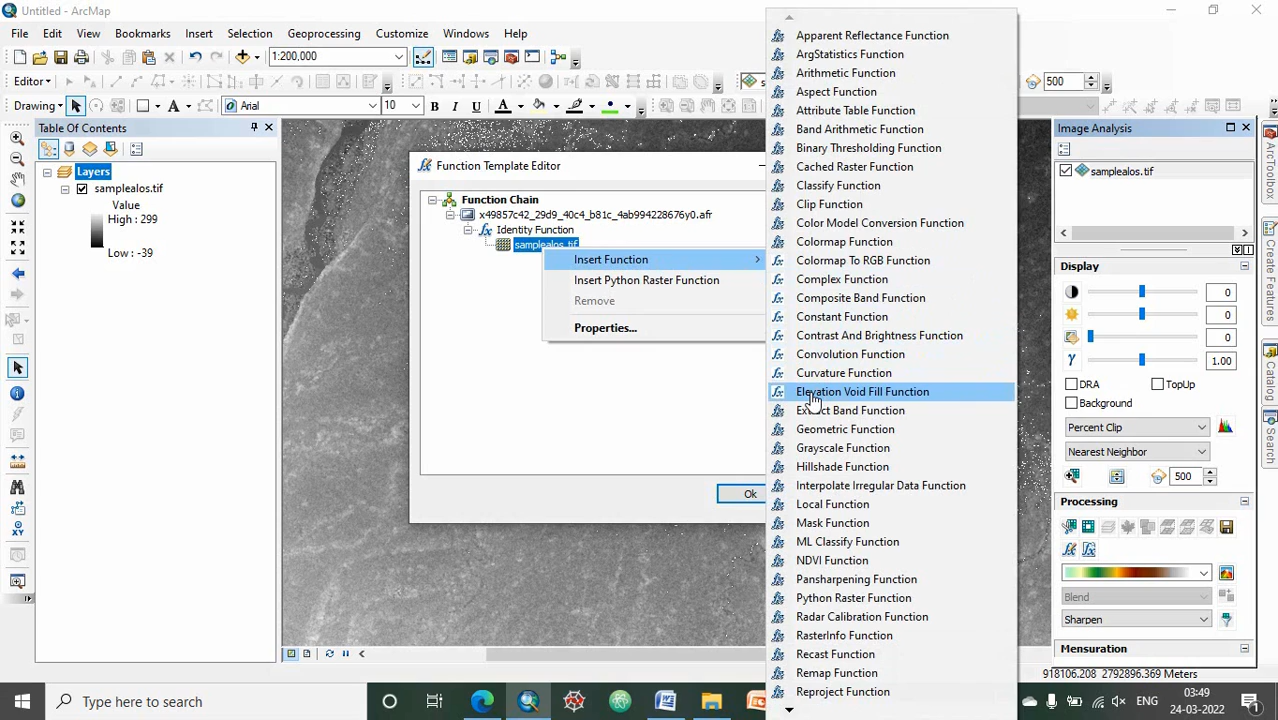 Untitled - ArcMap
File Edit View Bookmarks Insert Selection Geoprocessing Customize Windows Help
1:200,000
Editor
500
Drawing Arial 10 B I U A
Table Of Contents
Layers
samplealos.tif
Value
High : 299
Low : -39
Function Template Editor
Function Chain
x49857c42_29d9_40c4_b81c_4ab994228676y0.afr
Identity Function
samplealos.tif
Insert Function
Insert Python Raster Function
Remove
Properties...
Ok
Apparent Reflectance Function
ArgStatistics Function
Arithmetic Function
Aspect Function
Attribute Table Function
Band Arithmetic Function
Binary Thresholding Function
Cached Raster Function
Classify Function
Clip Function
Color Model Conversion Function
Colormap Function
Colormap To RGB Function
Complex Function
Composite Band Function
Constant Function
Contrast And Brightness Function
Convolution Function
Curvature Function
Elevation Void Fill Function
Extract Band Function
Geometric Function
Grayscale Function
Hillshade Function
Interpolate Irregular Data Function
Local Function
Mask Function
ML Classify Function
NDVI Function
Pansharpening Function
Python Raster Function
Radar Calibration Function
RasterInfo Function
Recast Function
Remap Function
Reproject Function
Image Analysis
samplealos.tif
Display
0
0
0
1.00
DRA TopUp
Background
Percent Clip
Nearest Neighbor
500
Processing
Blend
Sharpen
Mensuration
918106.208 2792896.369 Meters
ArcToolbox
Create Features
Catalog
Search
Type here to search
ENG
03:49
24-03-2022